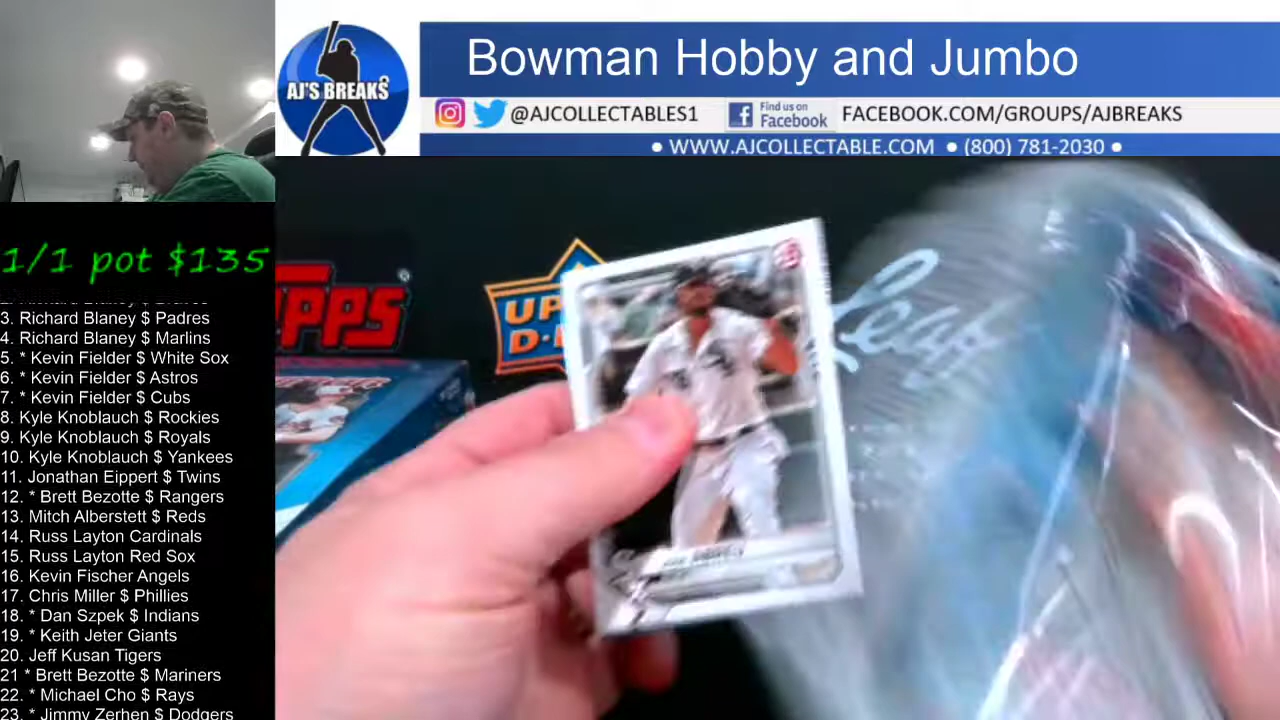 Bowman Hobby and Jumbo
AJ'S BREAKS
@AJCOLLECTABLES1
Find us on
Facebook
FACEBOOK.COM/GROUPS/AJBREAKS
• WWW.AJCOLLECTABLE.COM • (800) 781-2030 •
1/1 pot $135
3. Richard Blaney $ Padres
4. Richard Blaney $ Marlins
5. * Kevin Fielder $ White Sox
6. * Kevin Fielder $ Astros
7. * Kevin Fielder $ Cubs
8. Kyle Knoblauch $ Rockies
9. Kyle Knoblauch $ Royals
10. Kyle Knoblauch $ Yankees
11. Jonathan Eippert $ Twins
12. * Brett Bezotte $ Rangers
13. Mitch Alberstett $ Reds
14. Russ Layton Cardinals
15. Russ Layton Red Sox
16. Kevin Fischer Angels
17. Chris Miller $ Phillies
18. * Dan Szpek $ Indians
19. * Keith Jeter Giants
20. Jeff Kusan Tigers
21 * Brett Bezotte $ Mariners
22. * Michael Cho $ Rays
23. * Jimmy Zerhen $ Dodgers
OPPS
UP
D
Leaf